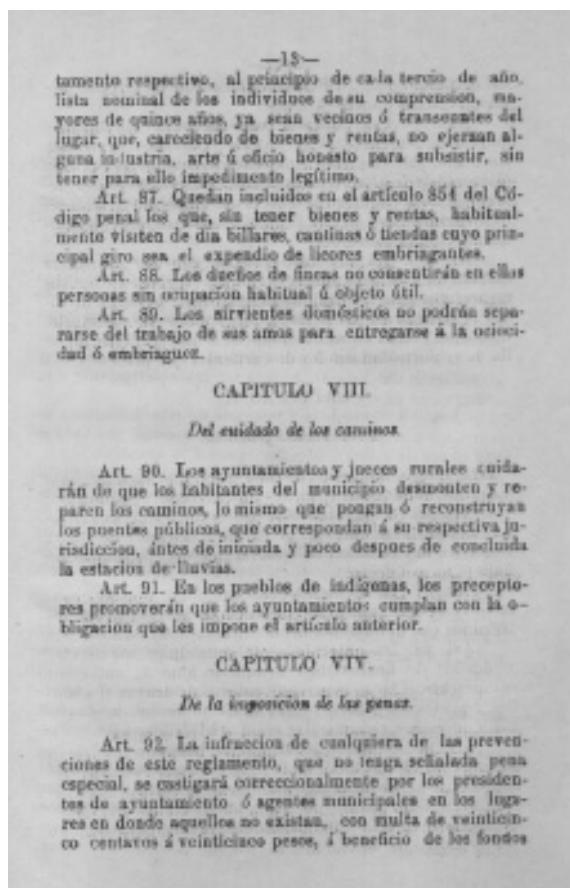 —13—
tamento respectivo, al principio de cada tercio de año,
lista nominal de los individuos de su comprension, ma-
yores de quince años, ya sean vecinos ó transeuntes del
lugar, que, careciendo de bienes y rentas, no ejerzan al-
guna industria, arte ú oficio honesto para subsistir, sin
tener para ello impedimento legítimo.
Art. 87. Quedan incluidos en el artículo 854 del Có-
digo penal los que, sin tener bienes y rentas, habitual-
mente visiten de dia billares, cantinas ó tiendas cuyo prin-
cipal giro sea el expendio de licores embriagantes.
Art. 88. Los dueños de fincas no consentirán en ellas
personas sin ocupacion habitual ú objeto útil.
Art. 89. Los sirvientes domésticos no podrán sepa-
rarse del trabajo de sus amos para entregarse á la ociosi-
dad ó embriaguez.
CAPITULO VIII.
Del cuidado de los caminos.
Art. 90. Los ayuntamientos y jueces rurales cuida-
rán de que los habitantes del municipio desmonten y re-
paren los caminos, lo mismo que pongan ó reconstruyan
los puentes públicos, que correspondan á su respectiva ju-
risdiccion, ántes de iniciada y poco despues de concluida
la estacion de lluvias.
Art. 91. En los pueblos de indígenas, los precepto-
res promoverán que los ayuntamientos cumplan con la o-
bligacion que les impone el artículo anterior.
CAPITULO VIV.
De la imposicion de las penas.
Art. 92. La infraccion de cualquiera de las preven-
ciones de este reglamento, que no tenga señalada pena
especial, se castigará correccionalmente por los presiden-
tes de ayuntamiento ó agentes municipales en los luga-
res en donde aquellos no existan, con multa de veintici​n-
co centavos á veinticinco pesos, á beneficio de los fondos